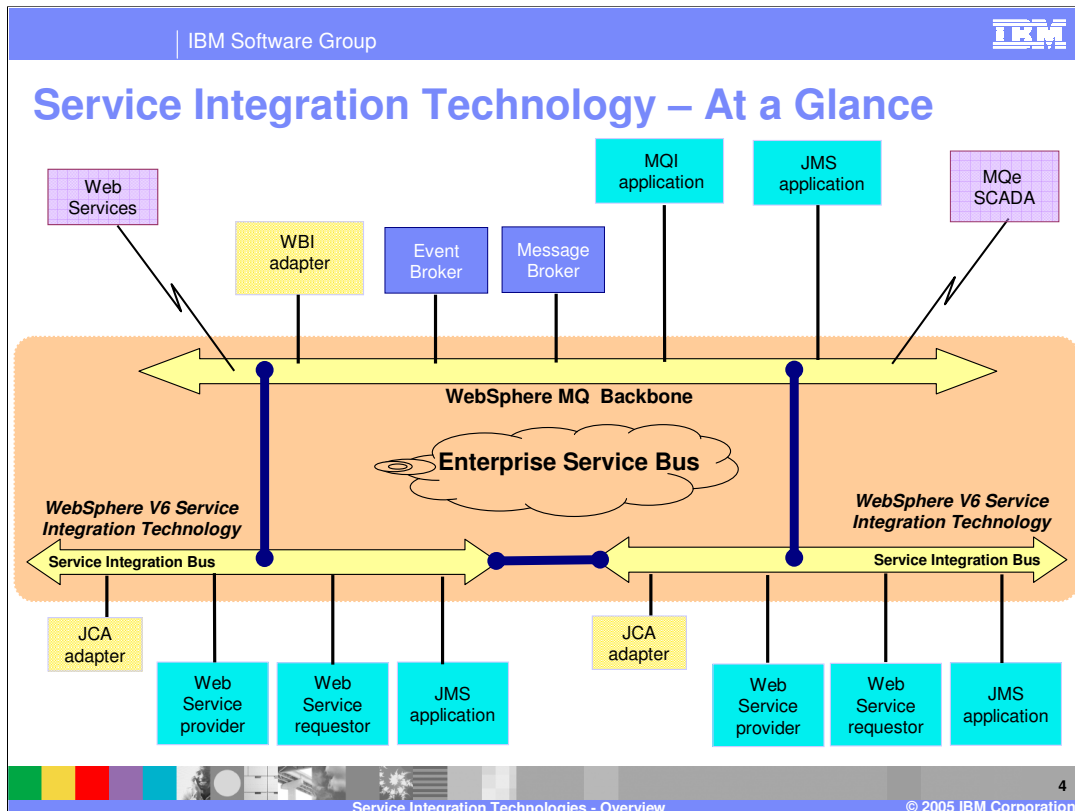 IBM Software Group
IBM
Service Integration Technology – At a Glance
Web
Services
WBI
adapter
Event
Broker
Message
Broker
MQI
application
JMS
application
MQe
SCADA
WebSphere MQ Backbone
Enterprise Service Bus
WebSphere V6 Service
Integration Technology
WebSphere V6 Service
Integration Technology
Service Integration Bus
Service Integration Bus
JCA
adapter
Web
Service
provider
Web
Service
requestor
JMS
application
JCA
adapter
Web
Service
provider
Web
Service
requestor
JMS
application
4
Service Integration Technologies - Overview
© 2005 IBM Corporation